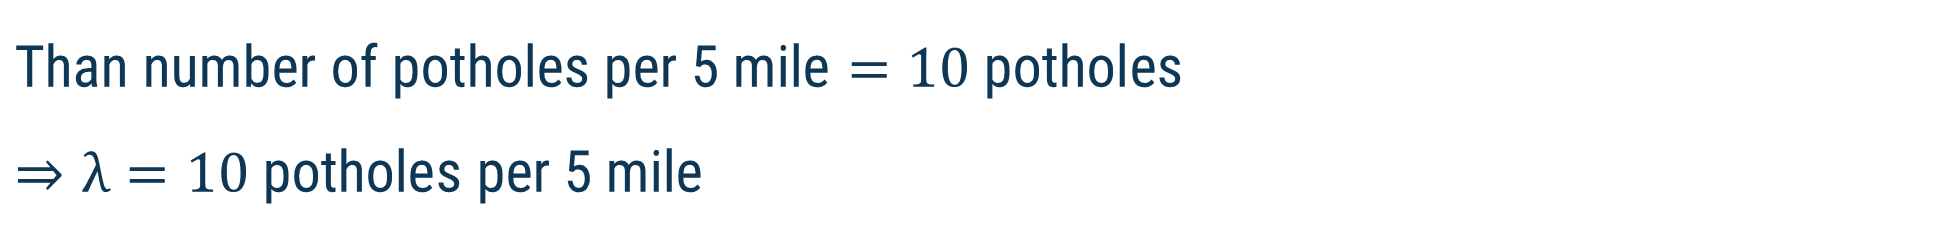 Than number of potholes per 5 mile = 10 potholes
⇒ λ = 10 potholes per 5 mile